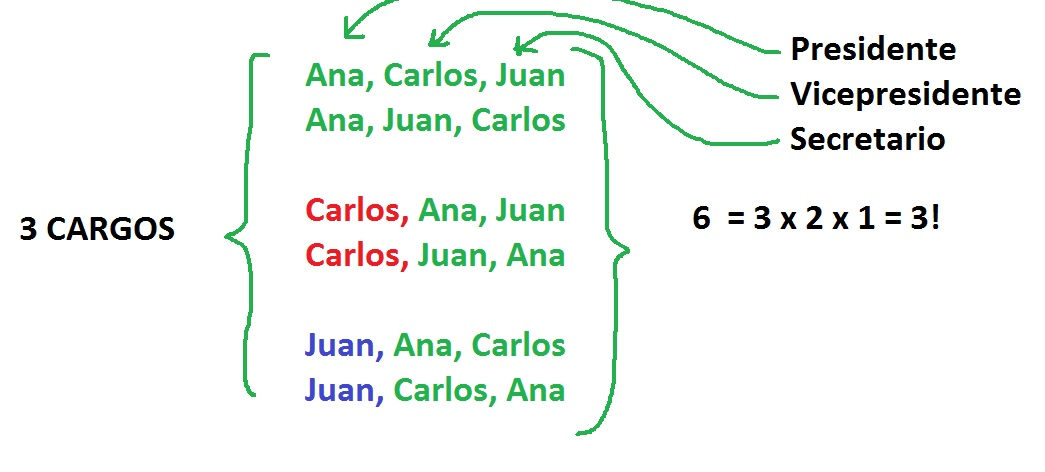 Presidente
Vicepresidente
Secretario
Ana, Carlos, Juan
Ana, Juan, Carlos
Carlos, Ana, Juan
Carlos, Juan, Ana
Juan, Ana, Carlos
Juan, Carlos, Ana
3 CARGOS
6 = 3 x 2 x 1 = 3!